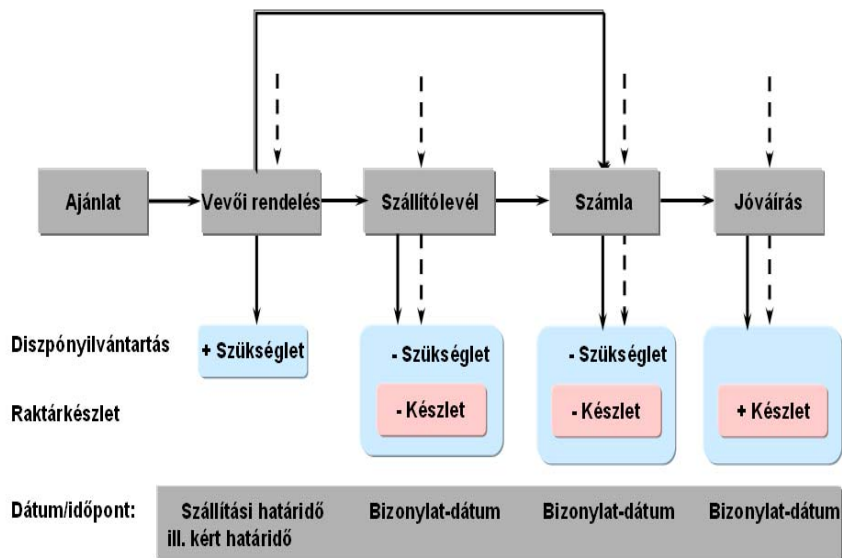 Ajánlat
Vevői rendelés
Szállítólevél
Számla
Jóváírás
Diszpónyilvántartás
+ Szükséglet
- Szükséglet
- Szükséglet
Raktárkészlet
- Készlet
- Készlet
+ Készlet
Dátum/időpont:
Szállítási határidő
ill. kért határidő
Bizonylat-dátum
Bizonylat-dátum
Bizonylat-dátum